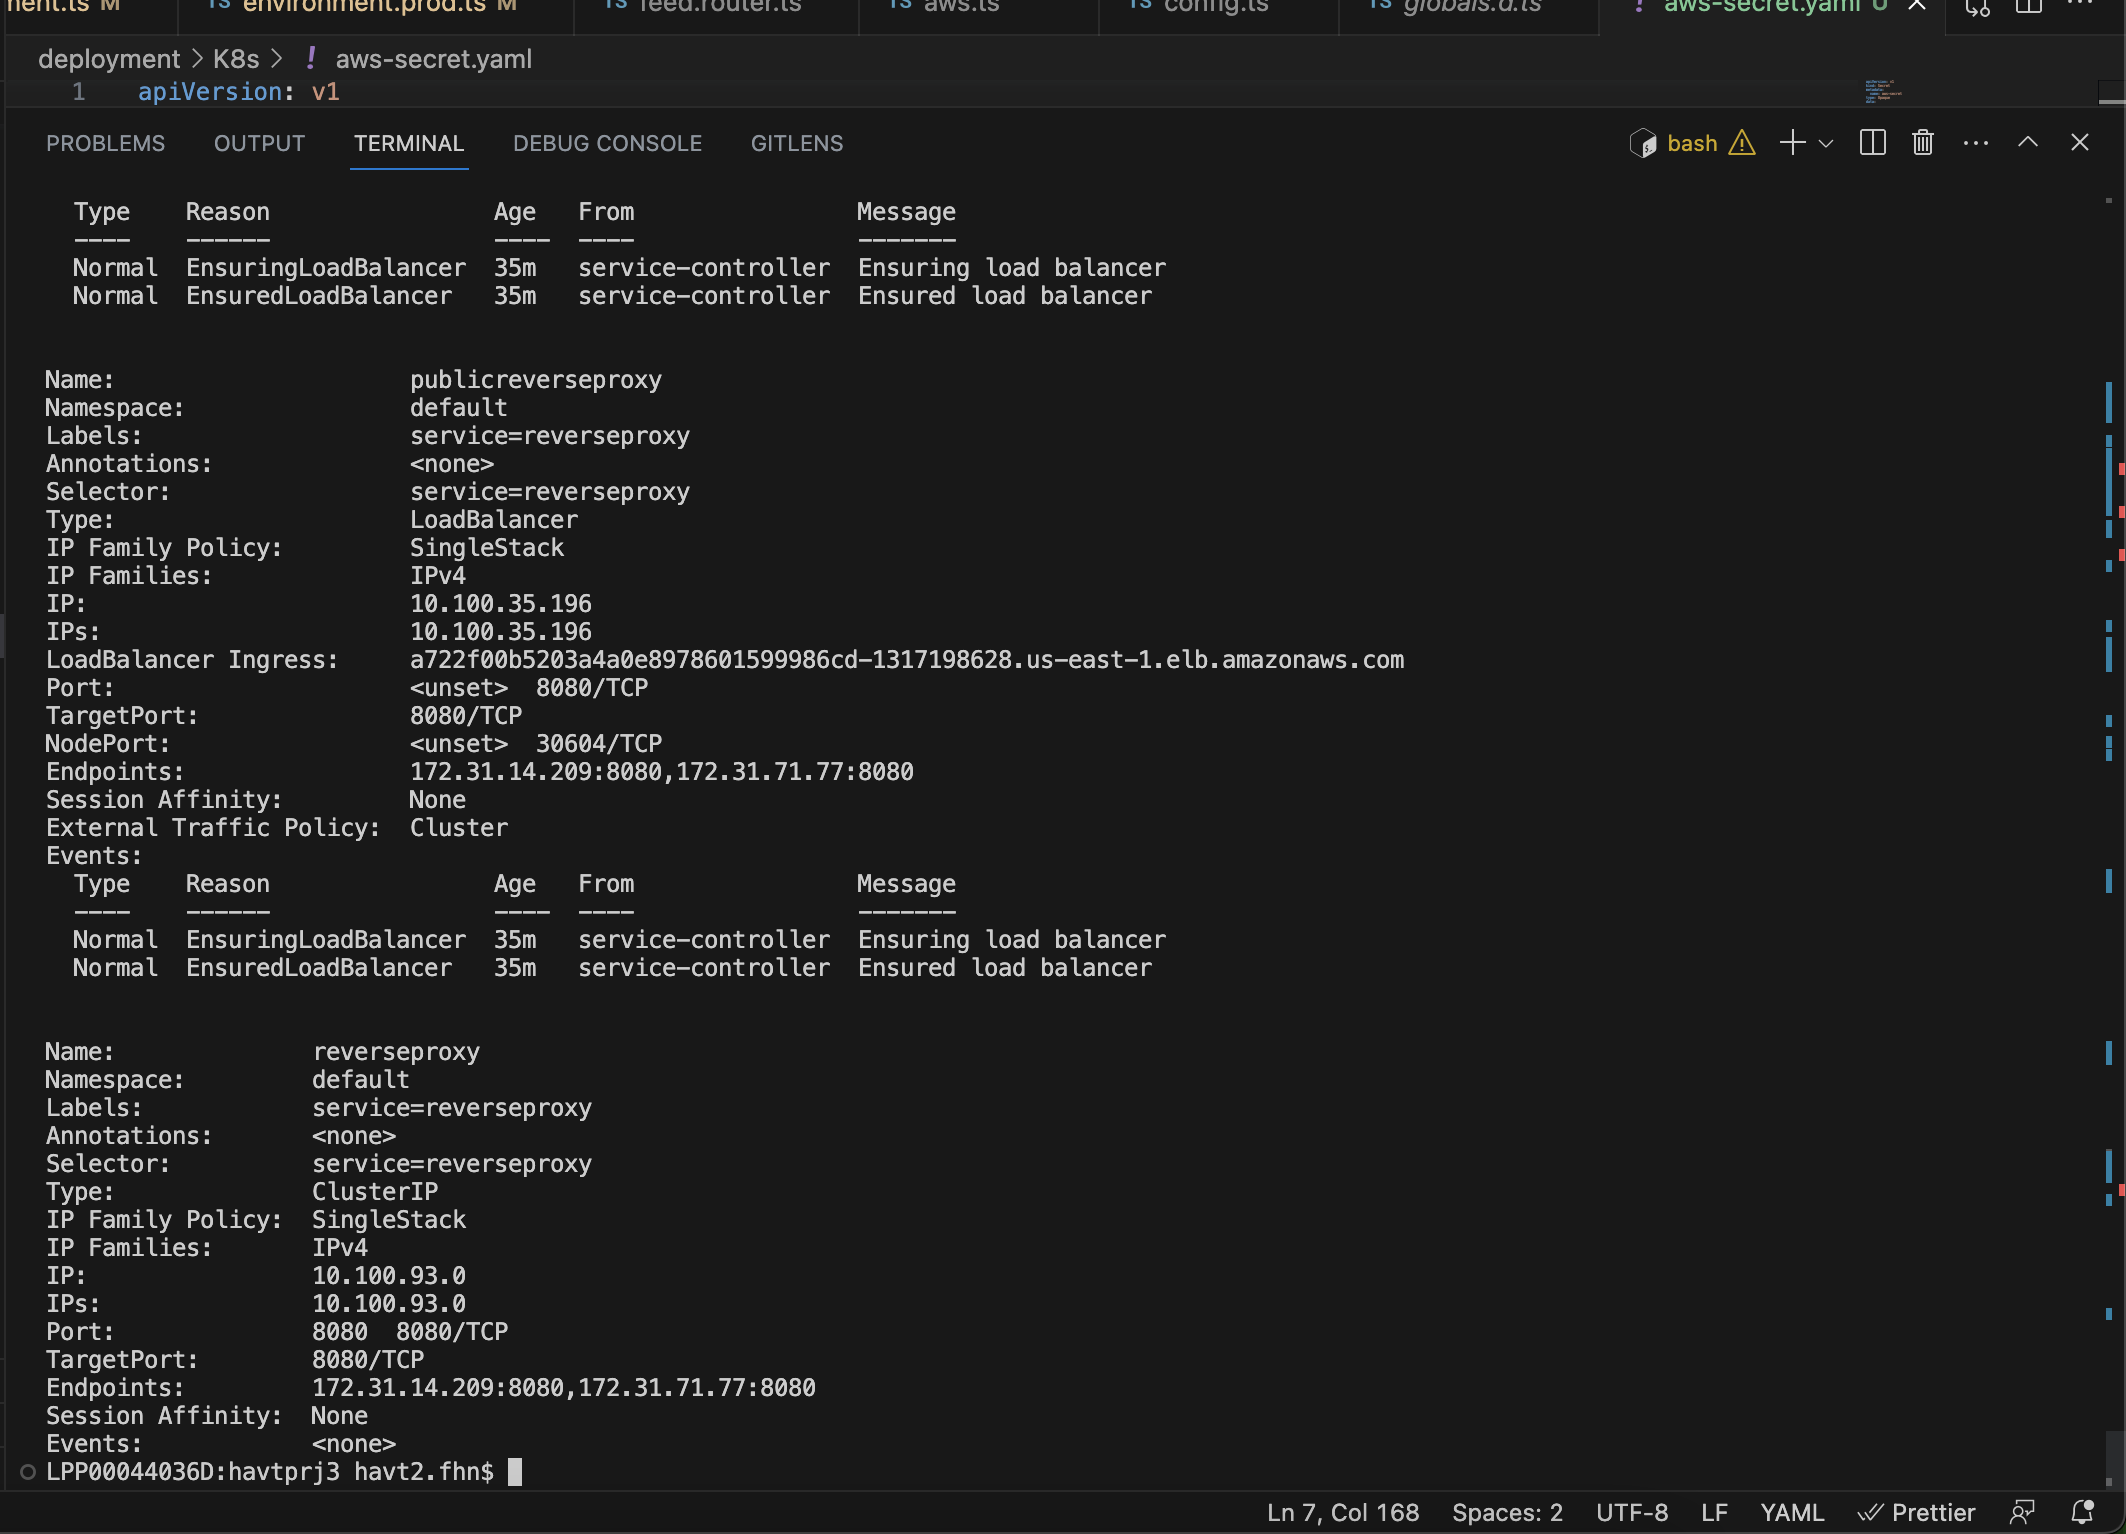 ment.ts M TS environment.prod.ts M TS feed.router.ts TS aws.ts TS config.ts TS globals.d.ts ! aws-secret.yaml U
deployment > K8s > ! aws-secret.yaml
1 apiVersion: v1
PROBLEMS OUTPUT TERMINAL DEBUG CONSOLE GITLENS bash
Type Reason Age From Message
---- ------ ---- ---- -------
Normal EnsuringLoadBalancer 35m service-controller Ensuring load balancer
Normal EnsuredLoadBalancer 35m service-controller Ensured load balancer
Name: publicreverseproxy
Namespace: default
Labels: service=reverseproxy
Annotations: <none>
Selector: service=reverseproxy
Type: LoadBalancer
IP Family Policy: SingleStack
IP Families: IPv4
IP: 10.100.35.196
IPs: 10.100.35.196
LoadBalancer Ingress: a722f00b5203a4a0e8978601599986cd-1317198628.us-east-1.elb.amazonaws.com
Port: <unset> 8080/TCP
TargetPort: 8080/TCP
NodePort: <unset> 30604/TCP
Endpoints: 172.31.14.209:8080,172.31.71.77:8080
Session Affinity: None
External Traffic Policy: Cluster
Events:
Type Reason Age From Message
---- ------ ---- ---- -------
Normal EnsuringLoadBalancer 35m service-controller Ensuring load balancer
Normal EnsuredLoadBalancer 35m service-controller Ensured load balancer
Name: reverseproxy
Namespace: default
Labels: service=reverseproxy
Annotations: <none>
Selector: service=reverseproxy
Type: ClusterIP
IP Family Policy: SingleStack
IP Families: IPv4
IP: 10.100.93.0
IPs: 10.100.93.0
Port: 8080 8080/TCP
TargetPort: 8080/TCP
Endpoints: 172.31.14.209:8080,172.31.71.77:8080
Session Affinity: None
Events: <none>
LPP00044036D:havtprj3 havt2.fhn$
Ln 7, Col 168 Spaces: 2 UTF-8 LF YAML Prettier